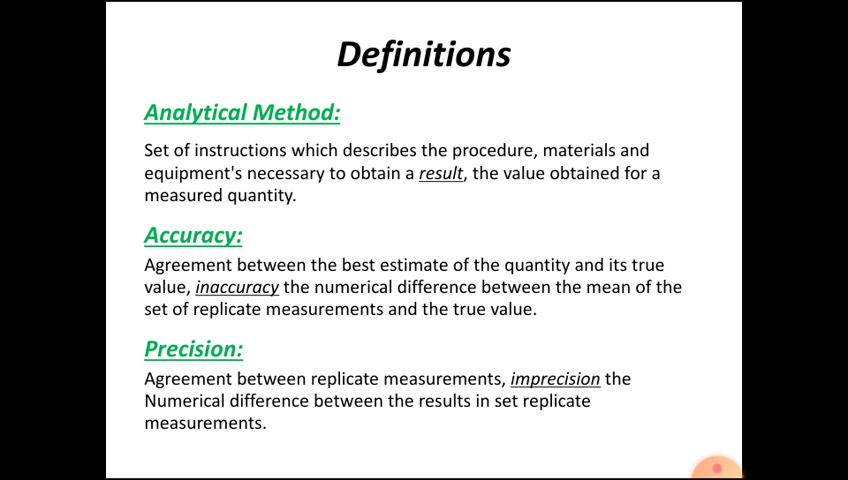 Definitions
Analytical Method:
Set of instructions which describes the procedure, materials and
equipment's necessary to obtain a result, the value obtained for a
measured quantity.
Accuracy:
Agreement between the best estimate of the quantity and its true
value, inaccuracy the numerical difference between the mean of the
set of replicate measurements and the true value.
Precision:
Agreement between replicate measurements, imprecision the
Numerical difference between the results in set replicate
measurements.